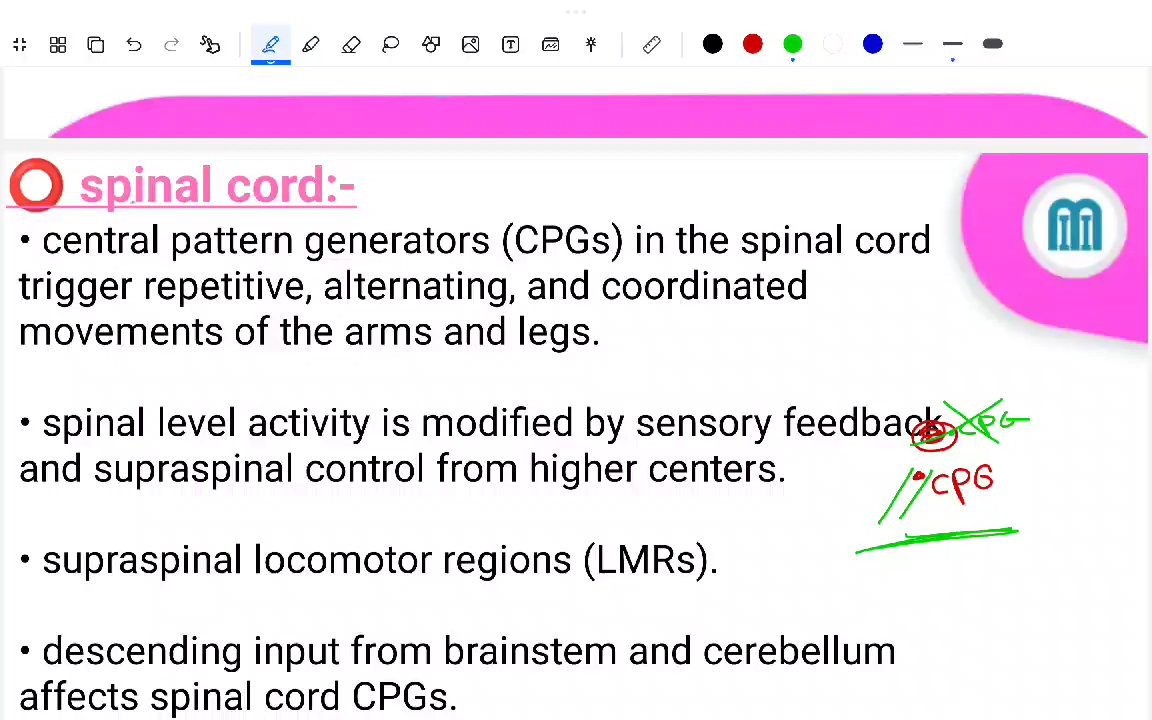 spinal cord:-
• central pattern generators (CPGs) in the spinal cord
trigger repetitive, alternating, and coordinated
movements of the arms and legs.
• spinal level activity is modified by sensory feedback
CPG
and supraspinal control from higher centers.
CPG
• supraspinal locomotor regions (LMRs).
• descending input from brainstem and cerebellum
affects spinal cord CPGs.